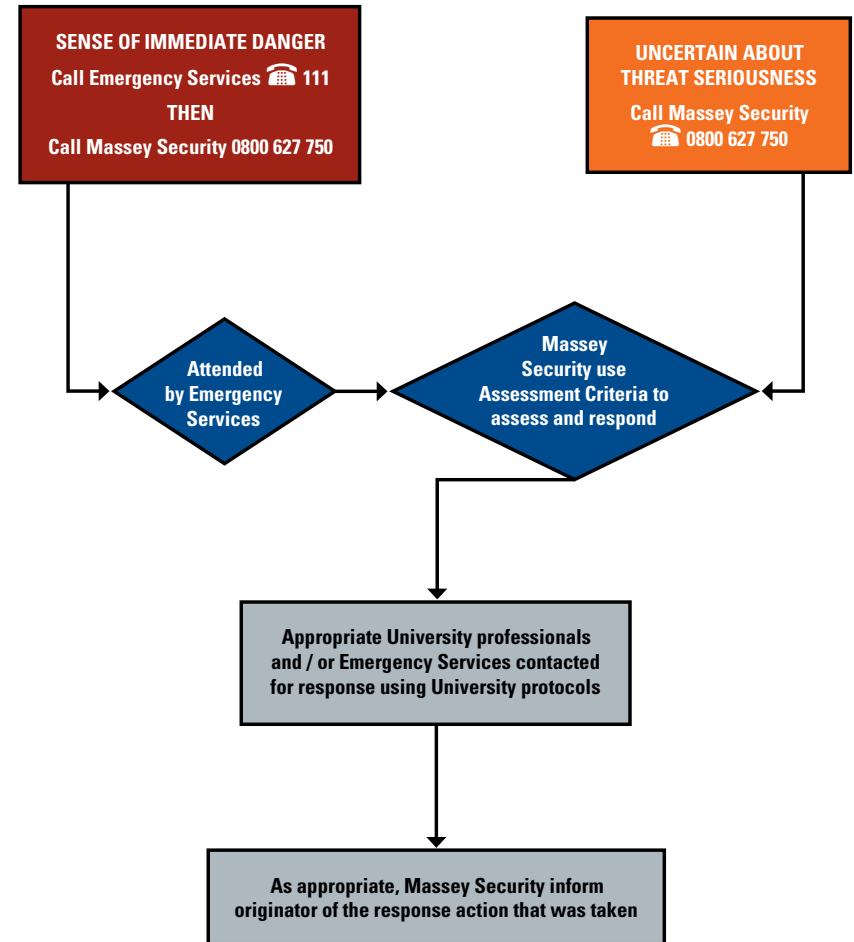 SENSE OF IMMEDIATE DANGER
Call Emergency Services ☎ 111
THEN
Call Massey Security 0800 627 750
UNCERTAIN ABOUT
THREAT SERIOUSNESS
Call Massey Security
☎ 0800 627 750
Attended
by Emergency
Services
Massey
Security use
Assessment Criteria to
assess and respond
Appropriate University professionals
and / or Emergency Services contacted
for response using University protocols
As appropriate, Massey Security inform
originator of the response action that was taken